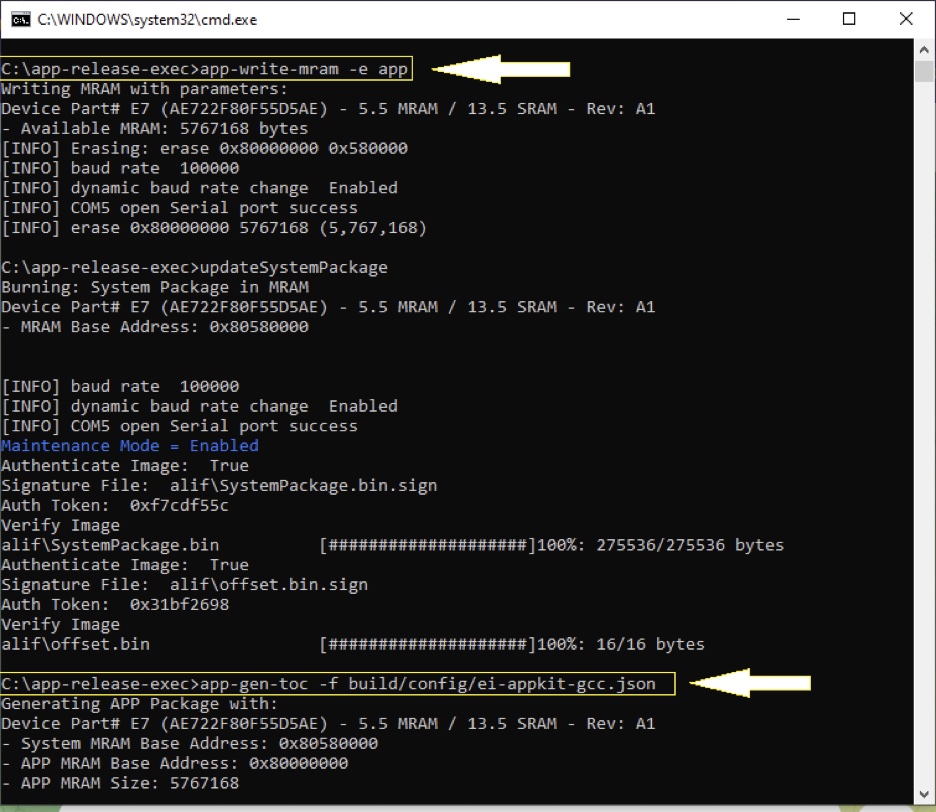 C:\WINDOWS\system32\cmd.exe
C:\app-release-exec>app-write-mram -e app
Writing MRAM with parameters:
Device Part# E7 (AE722F80F55D5AE) - 5.5 MRAM / 13.5 SRAM - Rev: A1
- Available MRAM: 5767168 bytes
[INFO] Erasing: erase 0x80000000 0x580000
[INFO] baud rate  100000
[INFO] dynamic baud rate change  Enabled
[INFO] COM5 open Serial port success
[INFO] erase 0x80000000 5767168 (5,767,168)
C:\app-release-exec>updateSystemPackage
Burning: System Package in MRAM
Device Part# E7 (AE722F80F55D5AE) - 5.5 MRAM / 13.5 SRAM - Rev: A1
- MRAM Base Address: 0x80580000
[INFO] baud rate  100000
[INFO] dynamic baud rate change  Enabled
[INFO] COM5 open Serial port success
Maintenance Mode = Enabled
Authenticate Image:  True
Signature File:  alif\SystemPackage.bin.sign
Auth Token:  0xf7cdf55c
Verify Image
alif\SystemPackage.bin          [####################]100%: 275536/275536 bytes
Authenticate Image:  True
Signature File:  alif\offset.bin.sign
Auth Token:  0x31bf2698
Verify Image
alif\offset.bin                 [####################]100%: 16/16 bytes
C:\app-release-exec>app-gen-toc -f build/config/ei-appkit-gcc.json
Generating APP Package with:
Device Part# E7 (AE722F80F55D5AE) - 5.5 MRAM / 13.5 SRAM - Rev: A1
- System MRAM Base Address: 0x80580000
- APP MRAM Base Address: 0x80000000
- APP MRAM Size: 5767168